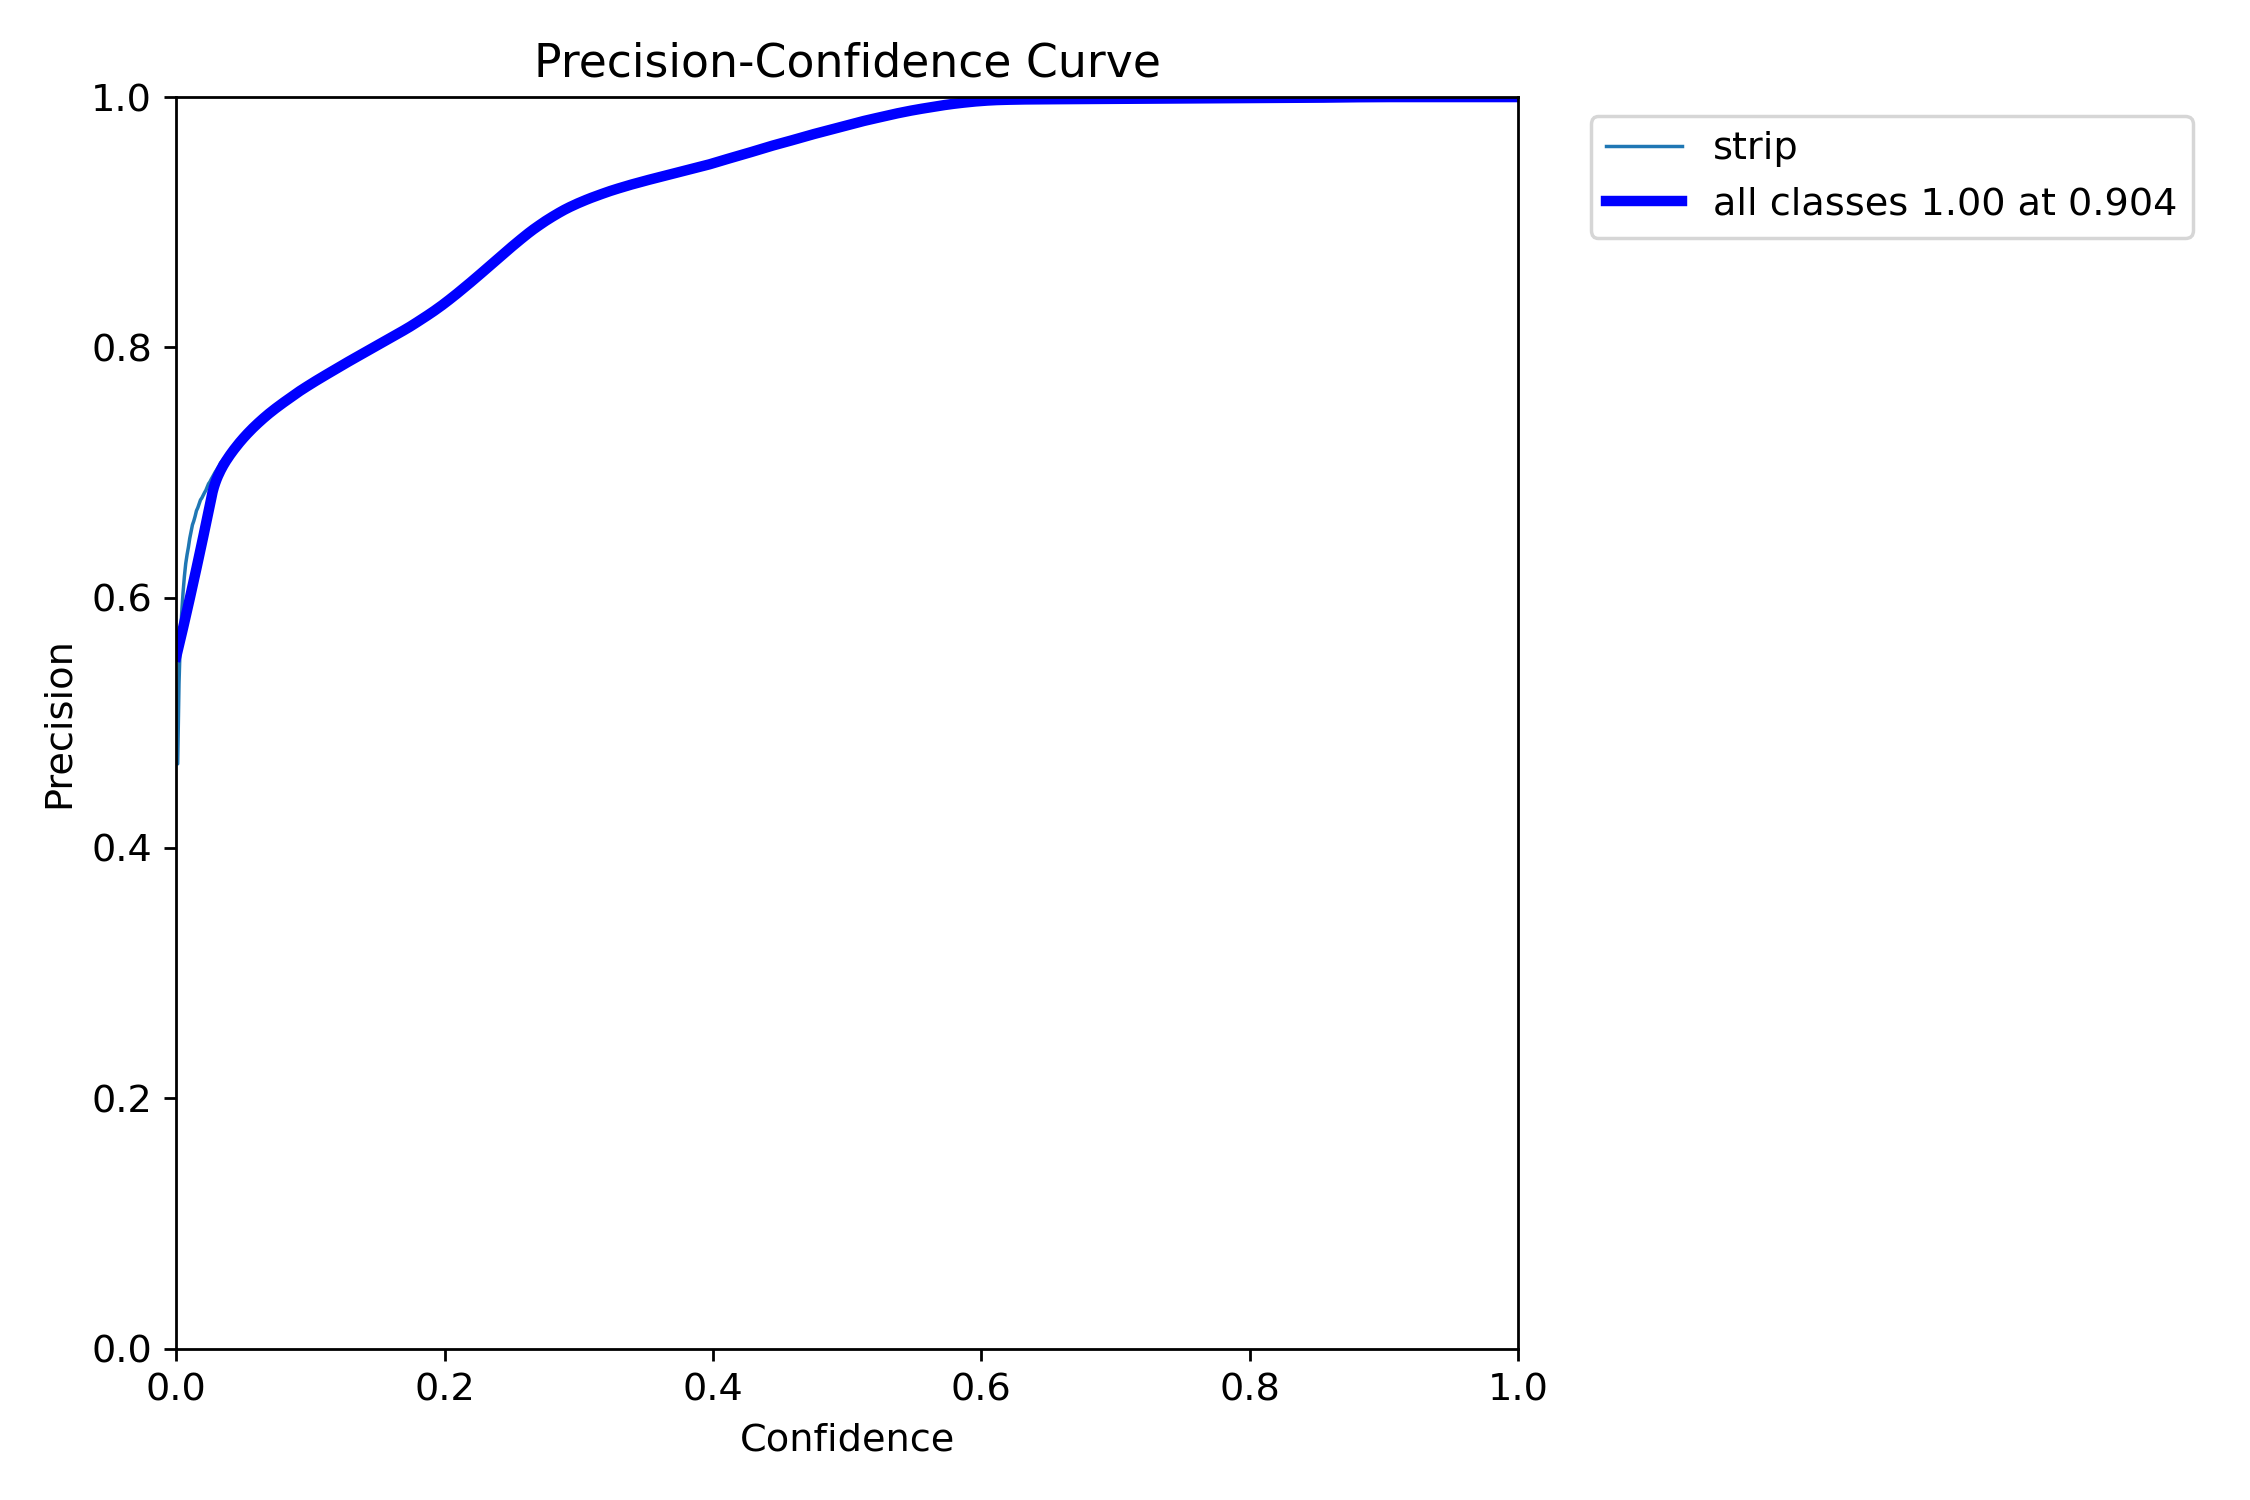 Precision-Confidence Curve
strip
all classes 1.00 at 0.904
Precision
1.0
0.8
0.6
0.4
0.2
0.0
0.0 0.2 0.4 0.6 0.8 1.0
Confidence